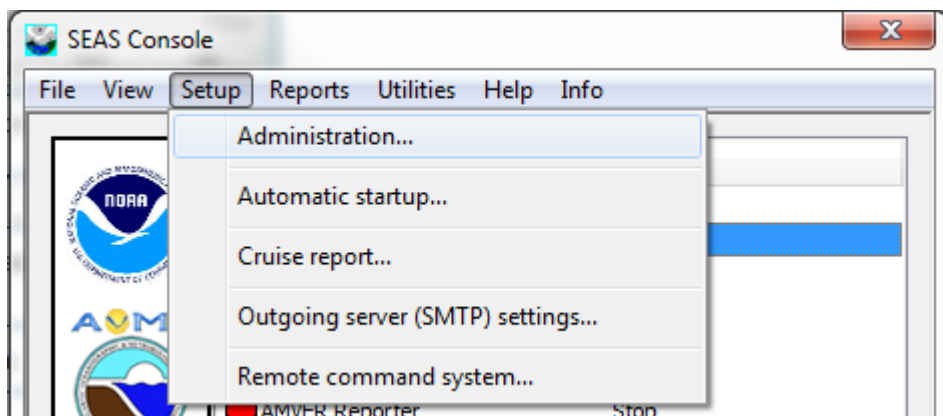 SEAS Console
File View Setup Reports Utilities Help Info
Administration...
Automatic startup...
Cruise report...
Outgoing server (SMTP) settings...
Remote command system...
NOAA
AMVER Reporter Stop